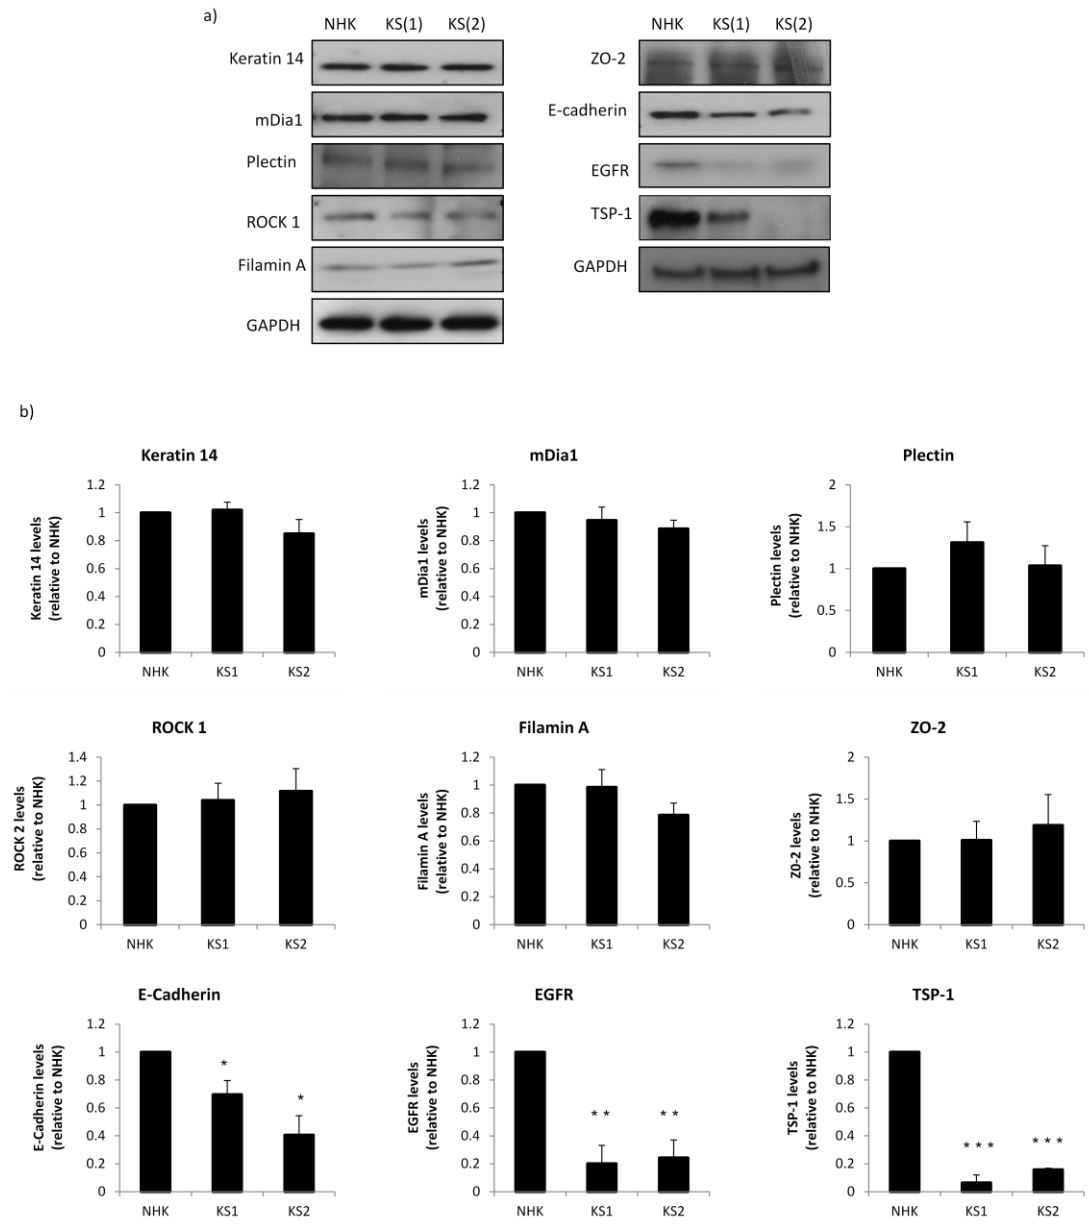 a)
NHK KS(1) KS(2)
Keratin 14
mDia1
Plectin
ROCK 1
Filamin A
GAPDH
NHK KS(1) KS(2)
ZO-2
E-cadherin
EGFR
TSP-1
GAPDH
b)
Keratin 14
Keratin 14 levels
(relative to NHK)
1.2
1
0.8
0.6
0.4
0.2
0
NHK KS1 KS2
mDia1
mDia1 levels
(relative to NHK)
1.2
1
0.8
0.6
0.4
0.2
0
NHK KS1 KS2
Plectin
Plectin levels
(relative to NHK)
2
1.5
1
0.5
0
NHK KS1 KS2
ROCK 1
ROCK 2 levels
(relative to NHK)
1.4
1.2
1
0.8
0.6
0.4
0.2
0
NHK KS1 KS2
Filamin A
Filamin A levels
(relative to NHK)
1.2
1
0.8
0.6
0.4
0.2
0
NHK KS1 KS2
ZO-2
Z0-2 levels
(relative to NHK)
2
1.5
1
0.5
0
NHK KS1 KS2
E-Cadherin
E-Cadherin levels
(relative to NHK)
1.2
1
0.8
0.6
0.4
0.2
0
*
*
NHK KS1 KS2
EGFR
EGFR levels
(relative to NHK)
1.2
1
0.8
0.6
0.4
0.2
0
* * * *
NHK KS1 KS2
TSP-1
TSP-1 levels
(relative to NHK)
1.2
1
0.8
0.6
0.4
0.2
0
* * * * * *
NHK KS1 KS2